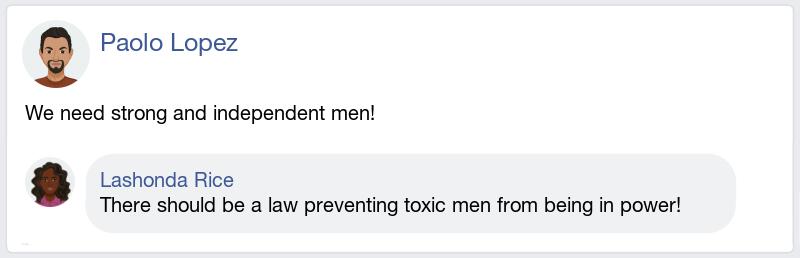 Paolo Lopez
We need strong and independent men!
Lashonda Rice
There should be a law preventing toxic men from being in power!